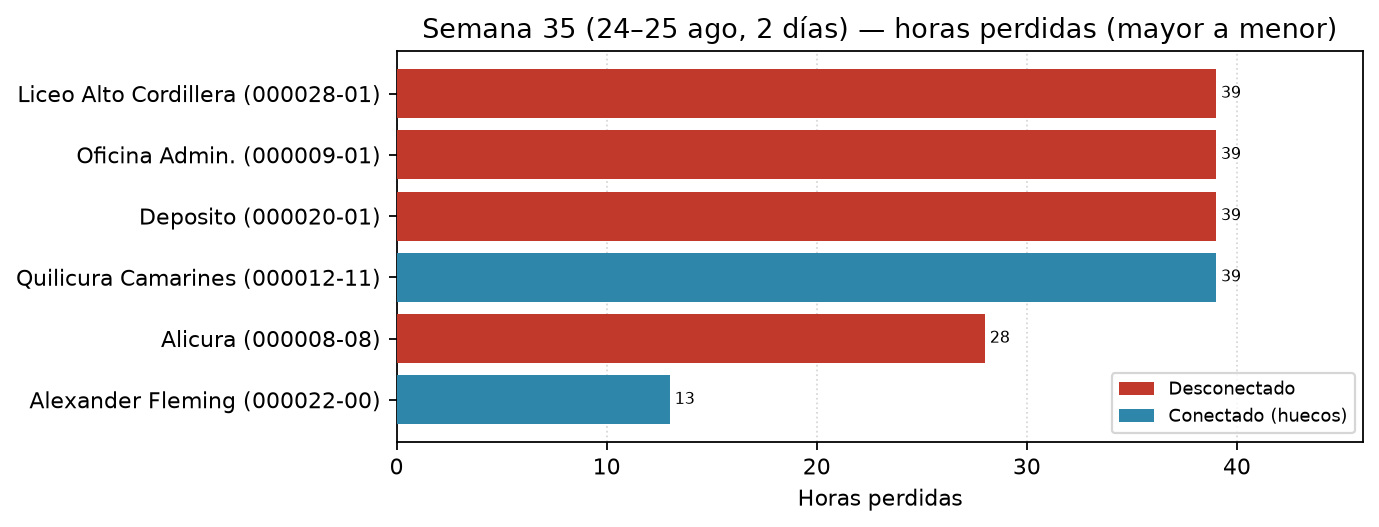 Semana 35 (24–25 ago, 2 días) — horas perdidas (mayor a menor)
Liceo Alto Cordillera (000028-01)
39
Oficina Admin. (000009-01)
39
Deposito (000020-01)
39
Quilicura Camarines (000012-11)
39
Alicura (000008-08)
28
Alexander Fleming (000022-00)
13
Desconectado
Conectado (huecos)
0 10 20 30 40
Horas perdidas